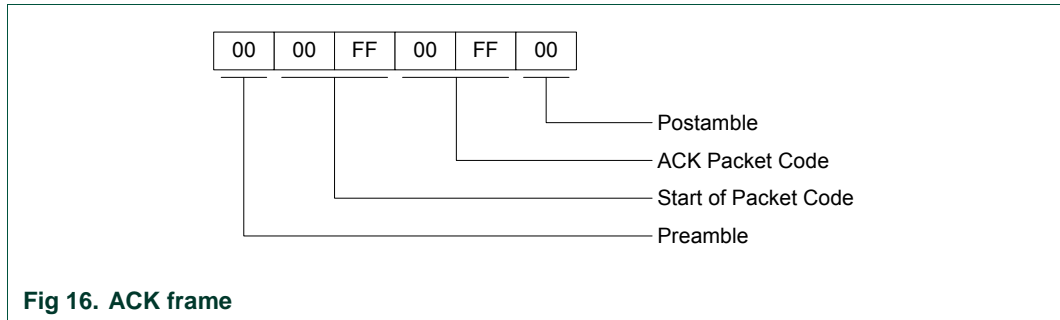 00 00 FF 00 FF 00
Postamble
ACK Packet Code
Start of Packet Code
Preamble
Fig 16. ACK frame